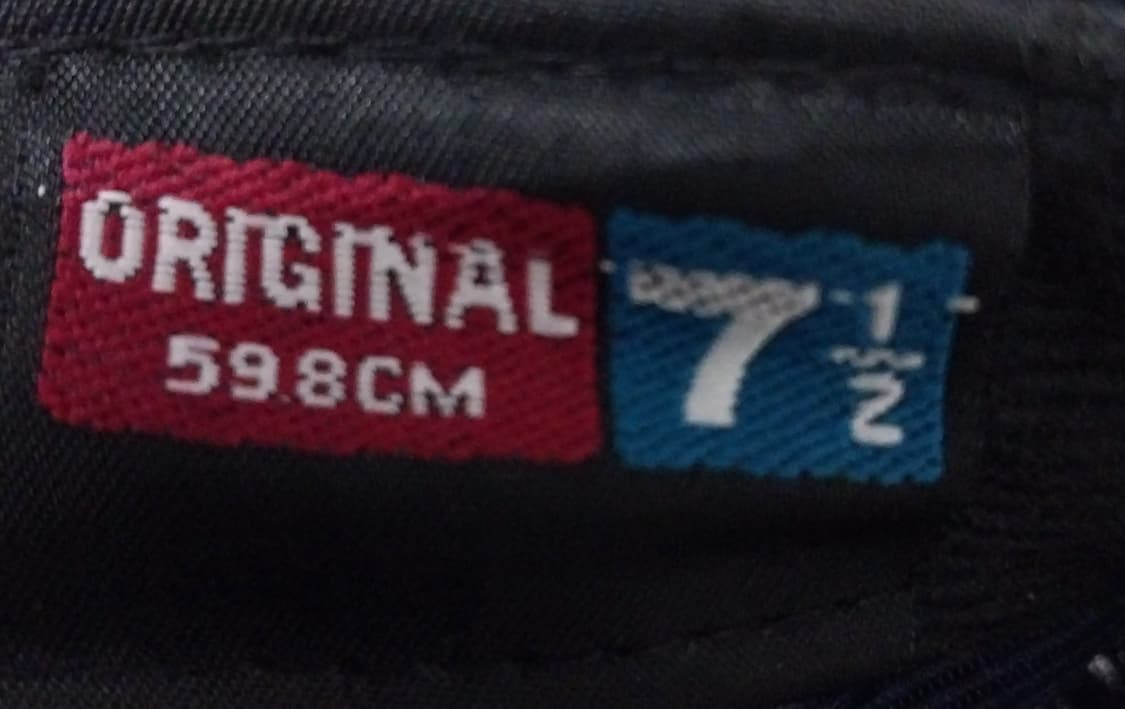 ORIGINAL
59.8CM
7 1/2